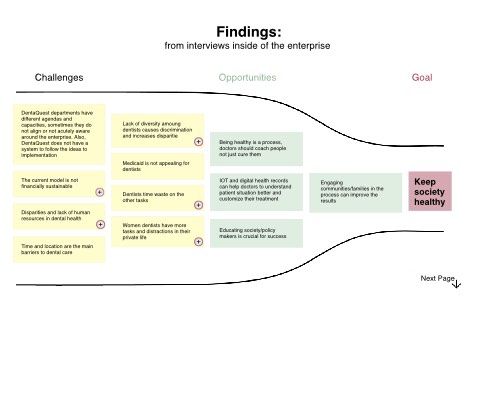 Findings:
from interviews inside of the enterprise
Challenges
Opportunities
Goal
DentaQuest departments have
different agendas and
capacities, sometimes they do
not align or not acutely aware
around the enterprise. Also,
DentaQuest does not have a
system to follow the ideas to
implementation
The current model is not
financially sustainable
Disparities and lack of human
resources in dental health
Time and location are the main
barriers to dental care
Lack of diversity amoung
dentists causes discrimination
and increases dispartie
Medicaid is not appealing for
dentists
Dentists time waste on the
other tasks
Women dentists have more
tasks and distractions in their
private life
Being healthy is a process,
doctors should coach people
not just cure them
IOT and digital health records
can help doctors to understand
patient situation better and
customize their treatment
Educating society/policy
makers is crucial for success
Engaging
communities/families in the
process can improve the
results
Keep
society
healthy
Next Page